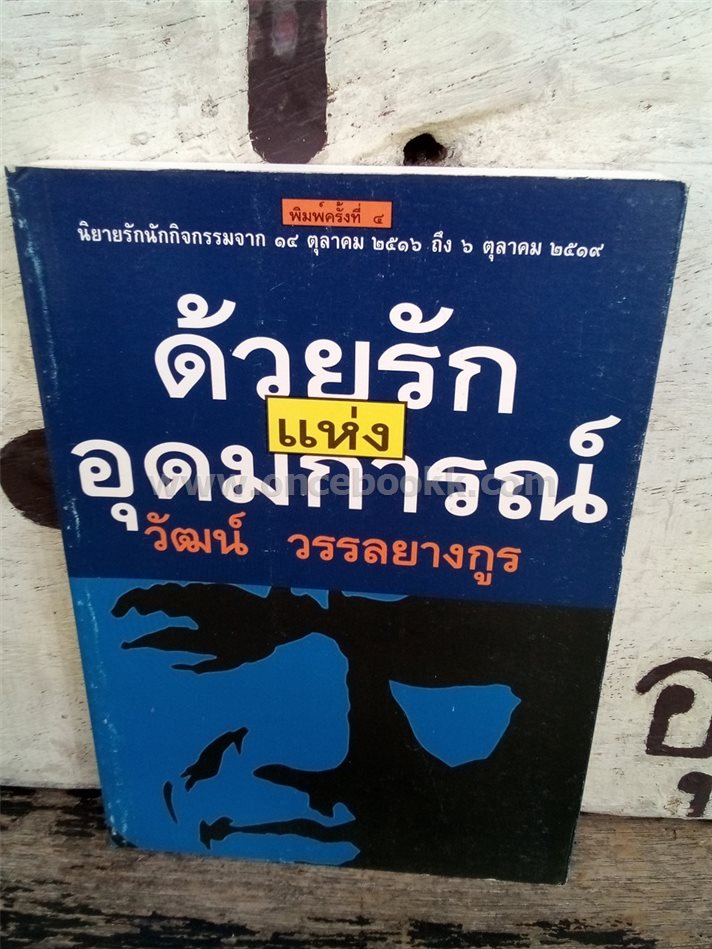 พิมพ์ครั้งที่ ๔
นิยายรักนักกิจกรรมจาก ๑๔ ตุลาคม ๒๕๑๖ ถึง ๖ ตุลาคม ๒๕๑๙
ด้วยรัก
แห่ง
อุดมการณ์
www.oncebookk.com
วัฒน์ วรรลยางกูร